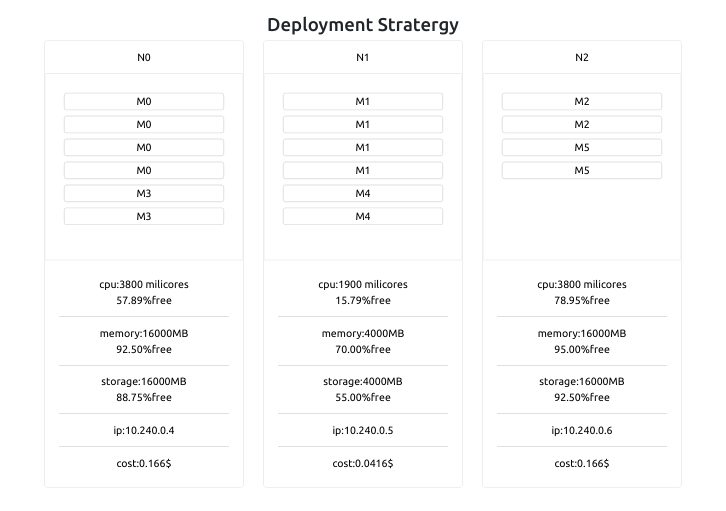 Deployment Stratergy
N0
M0
M0
M0
M0
M3
M3
cpu:3800 milicores
57.89%free
memory:16000MB
92.50%free
storage:16000MB
88.75%free
ip:10.240.0.4
cost:0.166$
N1
M1
M1
M1
M1
M4
M4
cpu:1900 milicores
15.79%free
memory:4000MB
70.00%free
storage:4000MB
55.00%free
ip:10.240.0.5
cost:0.0416$
N2
M2
M2
M5
M5
cpu:3800 milicores
78.95%free
memory:16000MB
95.00%free
storage:16000MB
92.50%free
ip:10.240.0.6
cost:0.166$